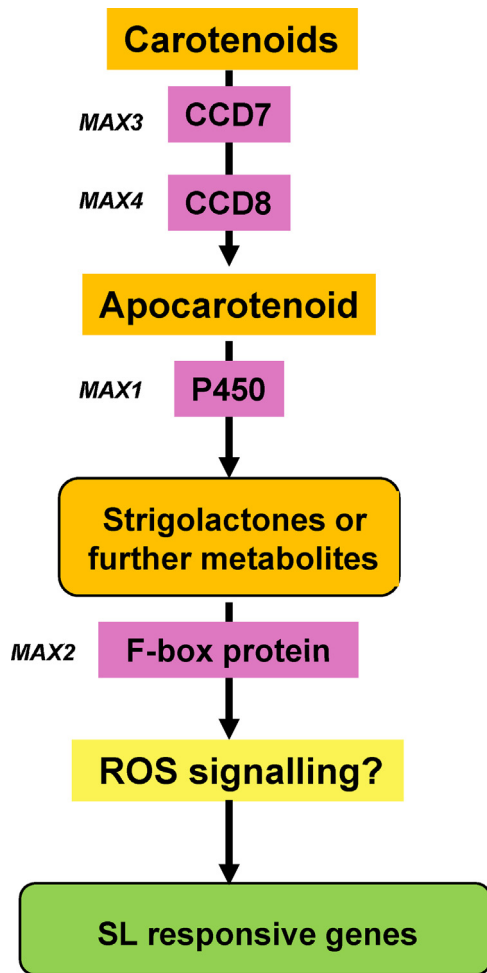 Carotenoids
MAX3 CCD7
MAX4 CCD8
Apocarotenoid
MAX1 P450
Strigolactones or
further metabolites
MAX2 F-box protein
ROS signalling?
SL responsive genes